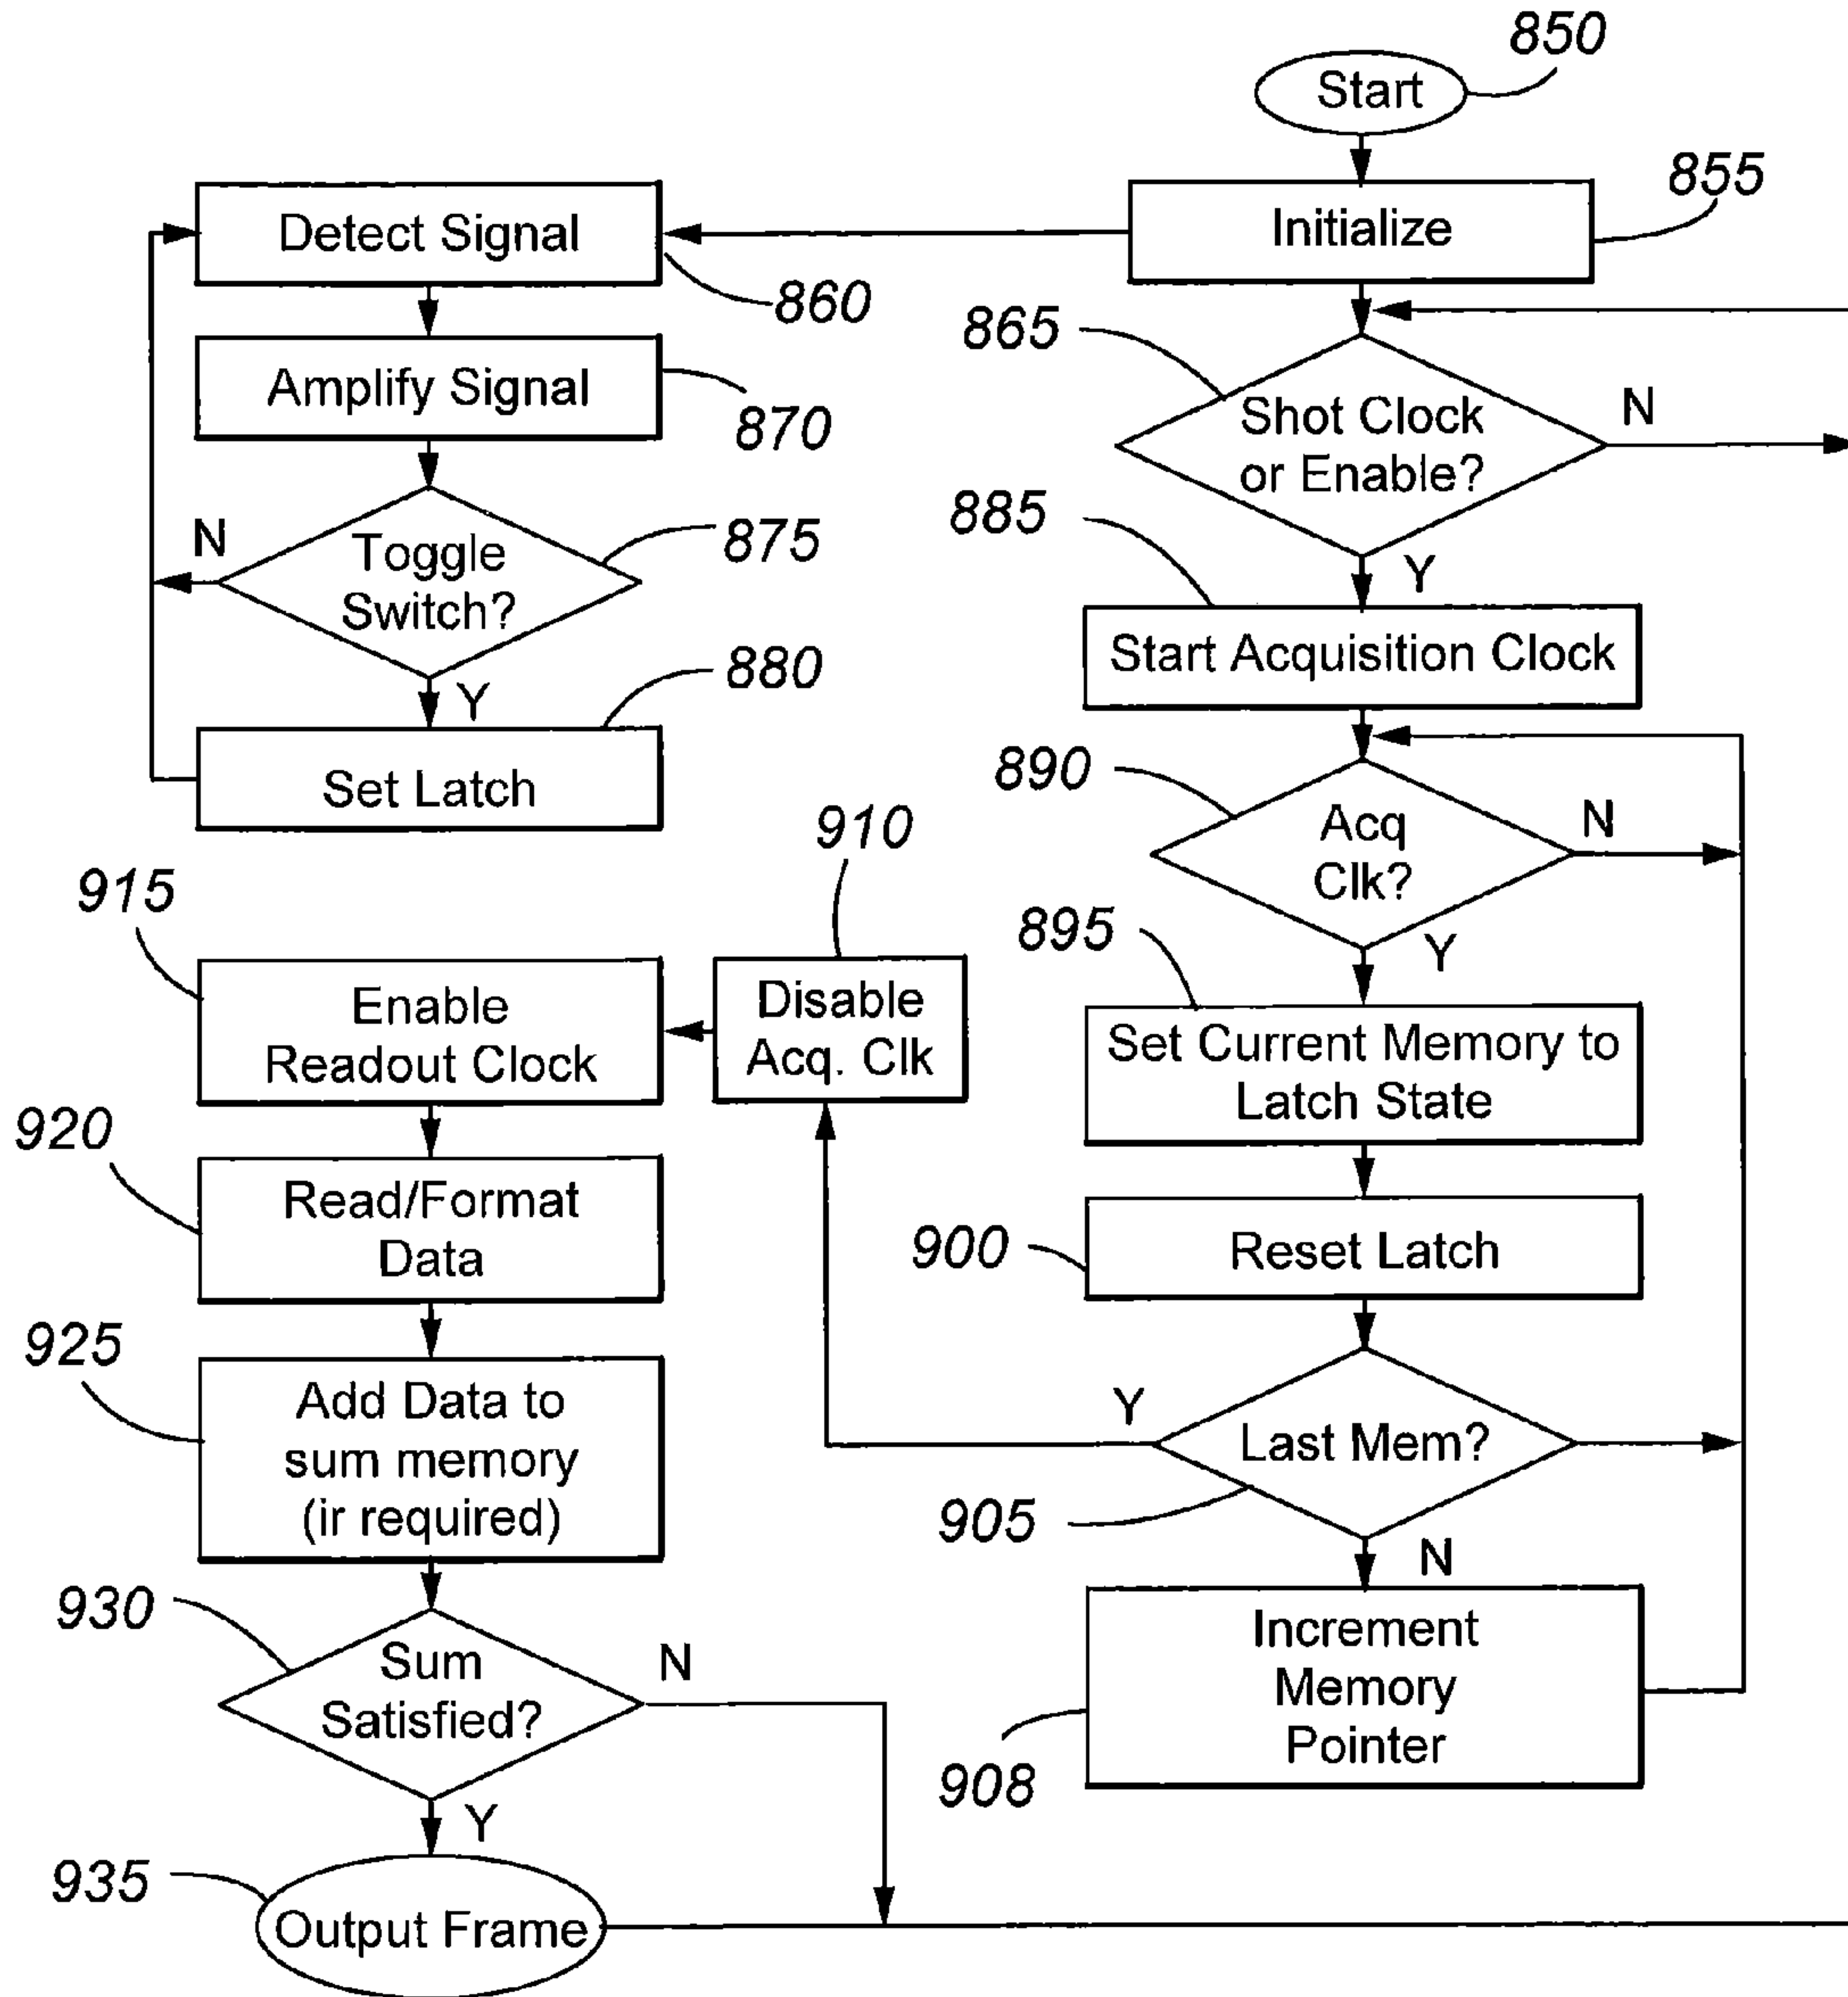 850
Start
855
Initialize
Detect Signal
860
865
Amplify Signal
870
Shot Clock
or Enable?
N
885
Y
N
Toggle
Switch?
875
Y
880
Start Acquisition Clock
Set Latch
890
Acq
Clk?
N
Y
910
915
895
Enable
Readout Clock
Disable
Acq. Clk
Set Current Memory to
Latch State
920
Read/Format
Data
900
Reset Latch
925
Add Data to
sum memory
(ir required)
Y
Last Mem?
905
N
930
Sum
Satisfied?
N
Y
Increment
Memory
Pointer
908
935
Output Frame